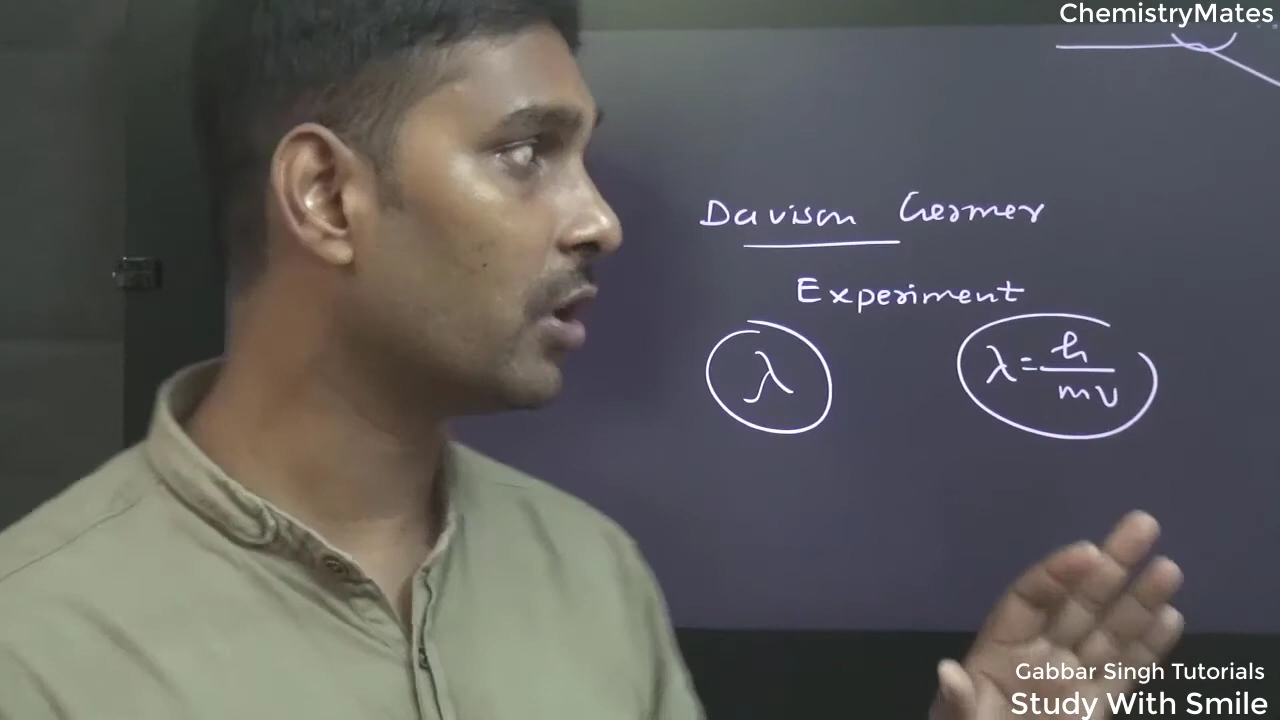 ChemistryMates
Davison Germer
Experiment
λ
λ = h / mv
Gabbar Singh Tutorials
Study With Smile